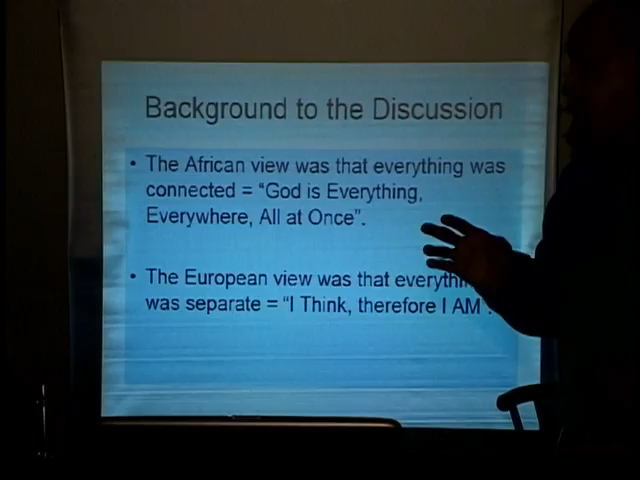 Background to the Discussion
• The African view was that everything was
connected = “God is Everything,
Everywhere, All at Once”.
• The European view was that everythin
was separate = “I Think, therefore I AM”.